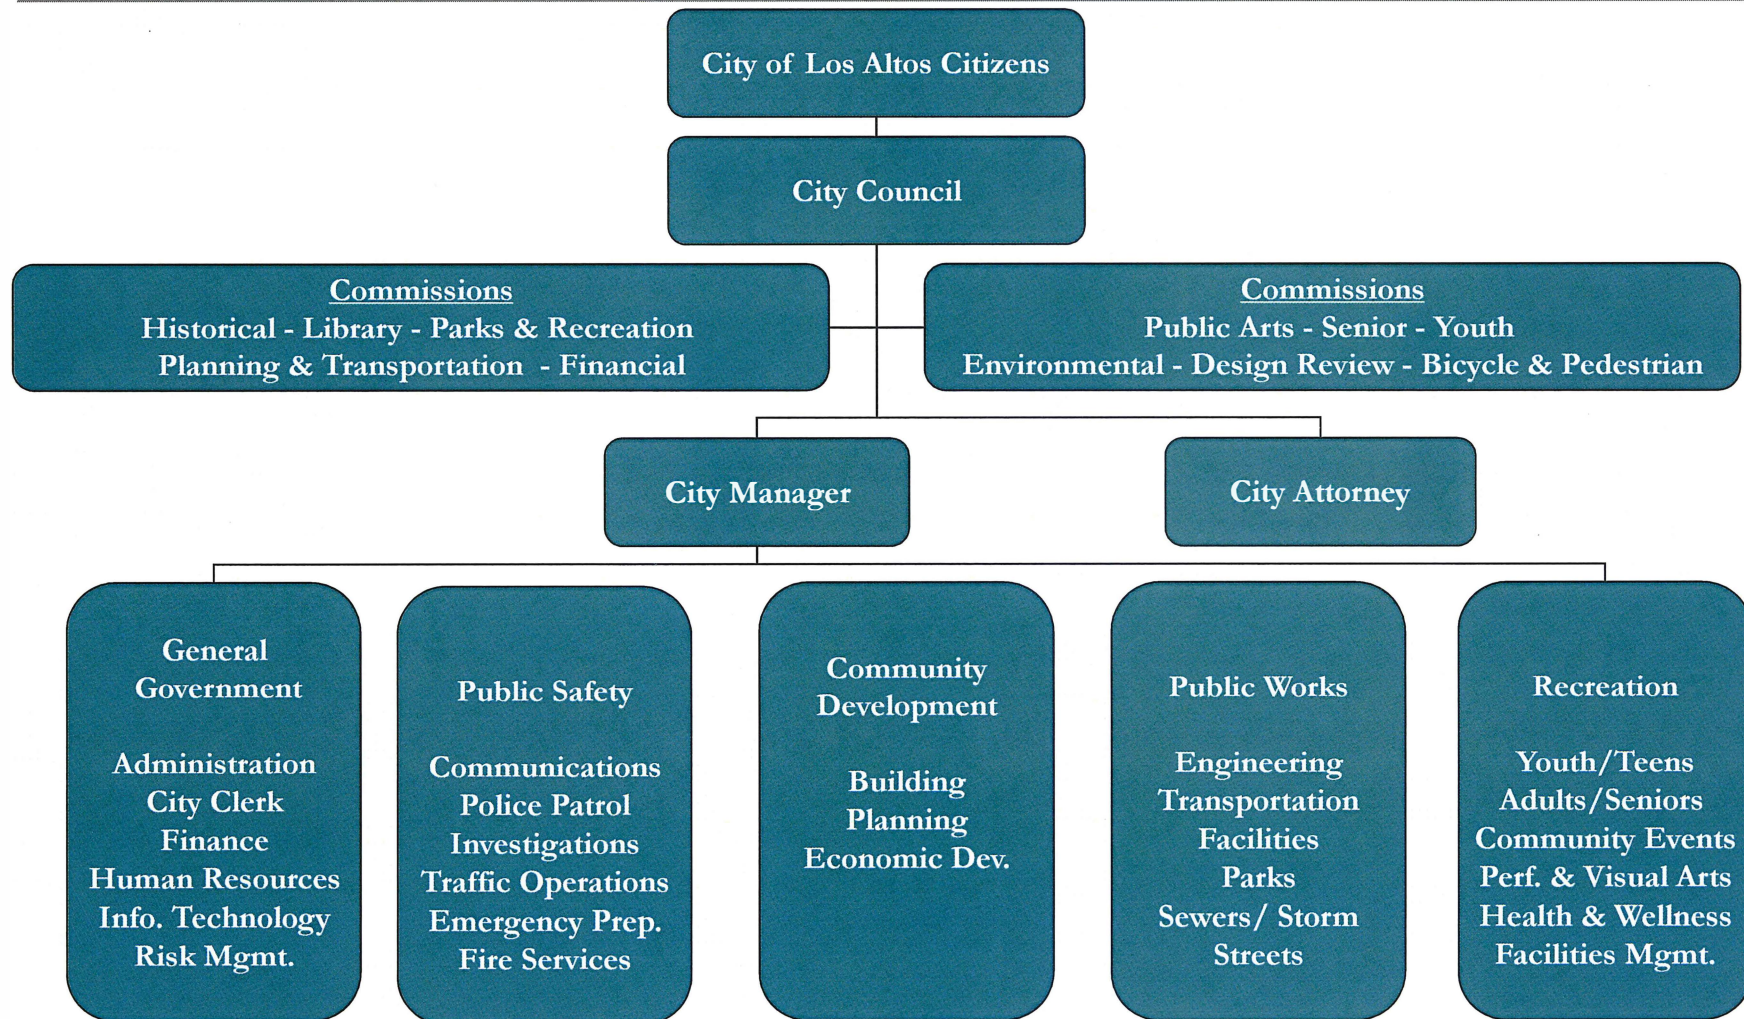 City of Los Altos Citizens
City Council
Commissions
Historical - Library - Parks & Recreation
Planning & Transportation - Financial
Commissions
Public Arts - Senior - Youth
Environmental - Design Review - Bicycle & Pedestrian
City Manager
City Attorney
General
Government
Administration
City Clerk
Finance
Human Resources
Info. Technology
Risk Mgmt.
Public Safety
Communications
Police Patrol
Investigations
Traffic Operations
Emergency Prep.
Fire Services
Community
Development
Building
Planning
Economic Dev.
Public Works
Engineering
Transportation
Facilities
Parks
Sewers/ Storm
Streets
Recreation
Youth/Teens
Adults/Seniors
Community Events
Perf. & Visual Arts
Health & Wellness
Facilities Mgmt.